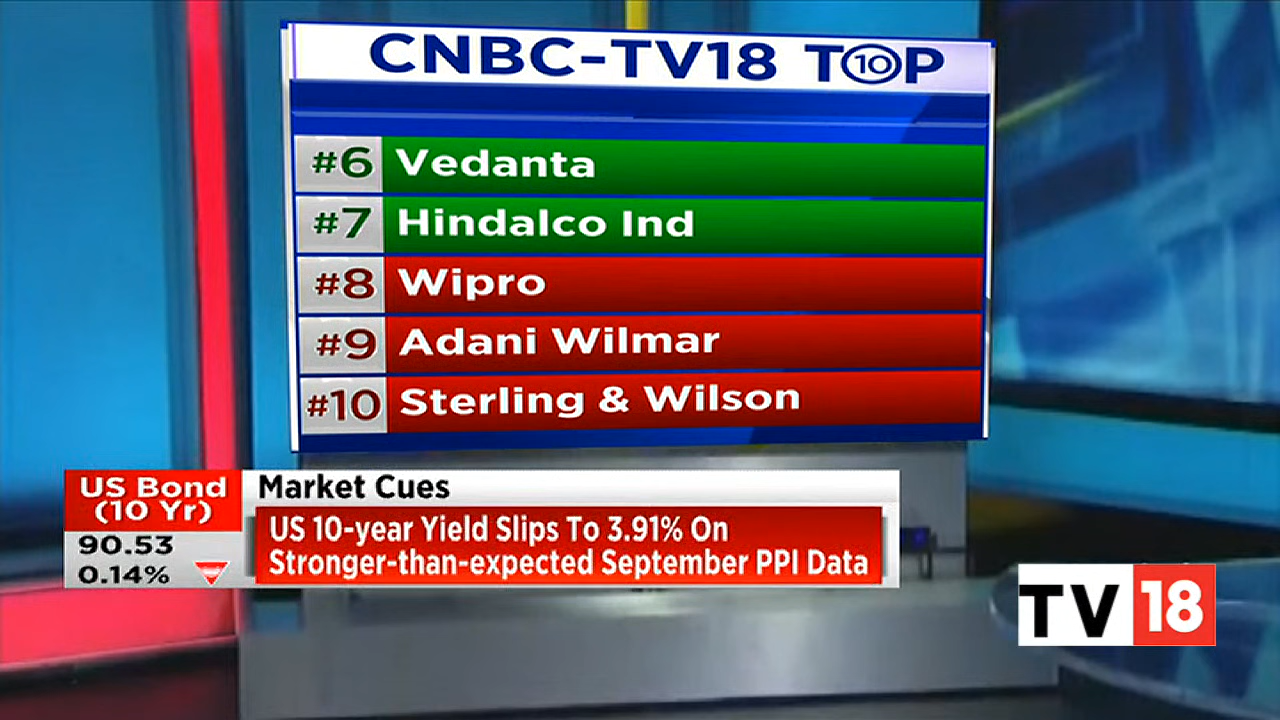 CNBC-TV18 T10P
#6 Vedanta
#7 Hindalco Ind
#8 Wipro
#9 Adani Wilmar
#10 Sterling & Wilson
US Bond
(10 Yr)
90.53
0.14%
Market Cues
US 10-year Yield Slips To 3.91% On
Stronger-than-expected September PPI Data
TV18